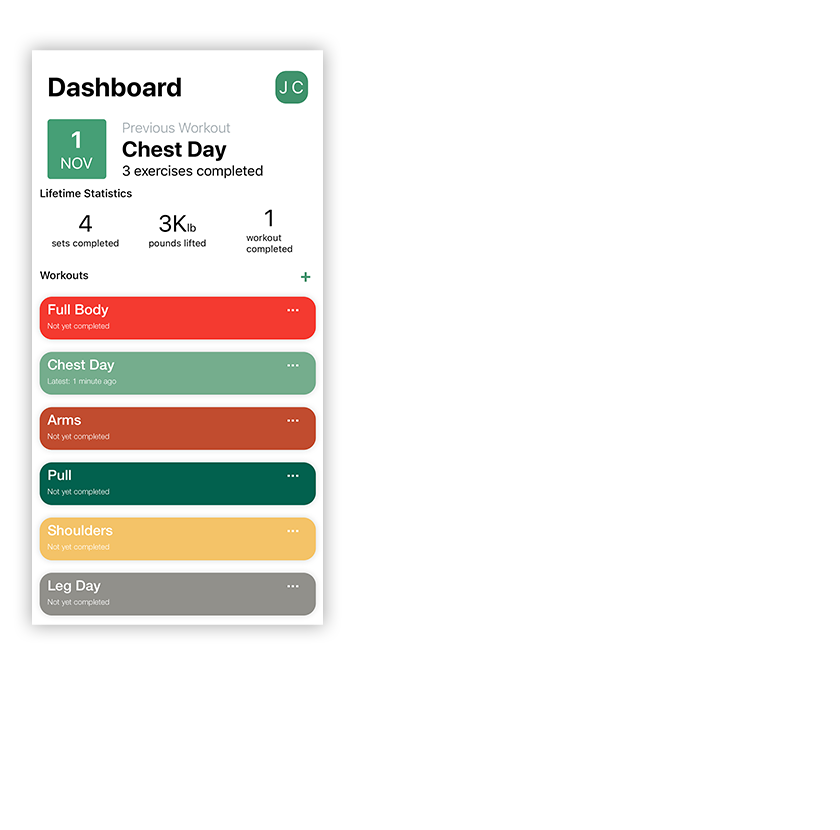 Dashboard
J C
1
NOV
Previous Workout
Chest Day
3 exercises completed
Lifetime Statistics
4
sets completed
3Klb
pounds lifted
1
workout
completed
Workouts
+
Full Body
...
Not yet completed
Chest Day
...
Latest: 1 minute ago
Arms
...
Not yet completed
Pull
...
Not yet completed
Shoulders
...
Not yet completed
Leg Day
...
Not yet completed